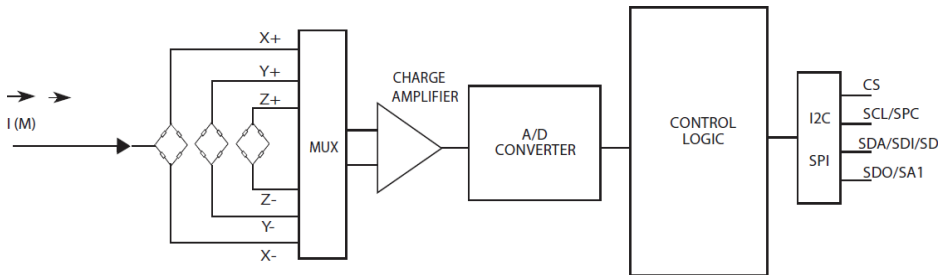 X+
Y+
Z+
I (M)
MUX
Z-
Y-
X-
CHARGE
AMPLIFIER
A/D
CONVERTER
CONTROL
LOGIC
I2C
SPI
CS
SCL/SPC
SDA/SDI/SD
SDO/SA1